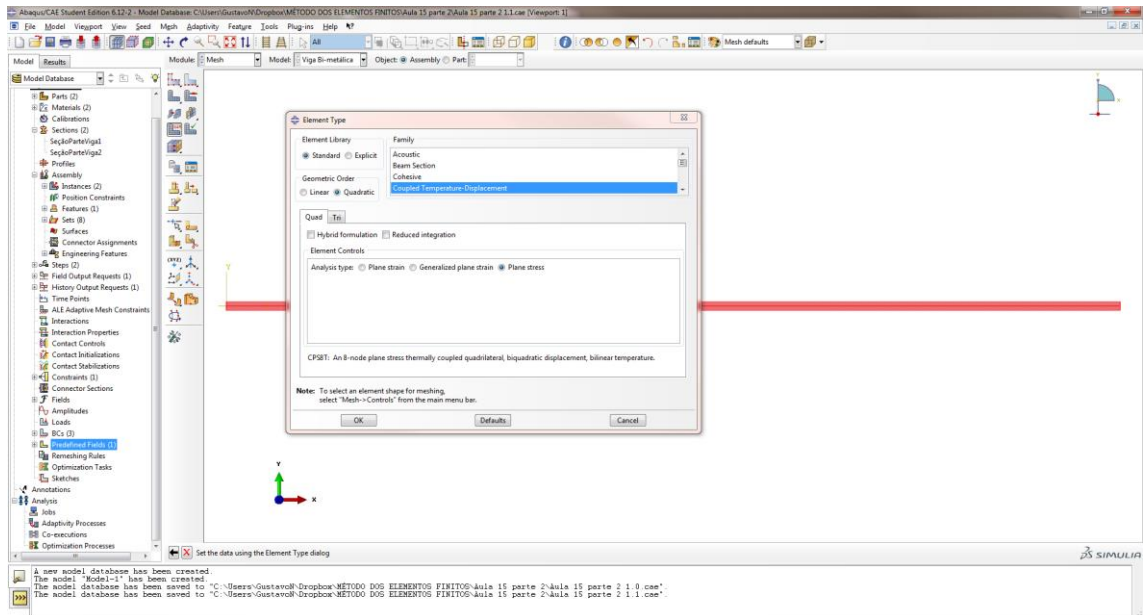 Abaqus/CAE Student Edition 6.12-2 - Model Database: C:\Users\GustavoN\Dropbox\MÉTODO DOS ELEMENTOS FINITOS\Aula 15 parte 2\Aula 15 parte 2 1.1.cae [Viewport: 1]
File Model Viewport View Seed Mesh Adaptivity Feature Tools Plug-ins Help
All
Mesh defaults
Model Results
Module: Mesh Model: Viga Bi-metálica Object: Assembly Part:
Model Database
Parts (2)
Materials (2)
Calibrations
Sections (2)
SeçãoParteViga1
SeçãoParteViga2
Profiles
Assembly
Instances (2)
Position Constraints
Features (1)
Sets (8)
Surfaces
Connector Assignments
Engineering Features
Steps (2)
Field Output Requests (1)
History Output Requests (1)
Time Points
ALE Adaptive Mesh Constraints
Interactions
Interaction Properties
Contact Controls
Contact Initializations
Contact Stabilizations
Constraints (1)
Connector Sections
Fields
Amplitudes
Loads
BCs (3)
Predefined Fields (1)
Remeshing Rules
Optimization Tasks
Sketches
Annotations
Analysis
Jobs
Adaptivity Processes
Co-executions
Optimization Processes
Element Type
Element Library
Standard Explicit
Geometric Order
Linear Quadratic
Family
Acoustic
Beam Section
Cohesive
Coupled Temperature-Displacement
Quad Tri
Hybrid formulation Reduced integration
Element Controls
Analysis type: Plane strain Generalized plane strain Plane stress
CPS8T: An 8-node plane stress thermally coupled quadrilateral, biquadratic displacement, bilinear temperature.
Note: To select an element shape for meshing,
select "Mesh->Controls" from the main menu bar.
OK Defaults Cancel
Y
Y
X
Set the data using the Element Type dialog
SIMULIA
A new model database has been created.
The model "Model-1" has been created.
The model database has been saved to "C:\Users\GustavoN\Dropbox\MÉTODO DOS ELEMENTOS FINITOS\Aula 15 parte 2\Aula 15 parte 2 1.0.cae".
The model database has been saved to "C:\Users\GustavoN\Dropbox\MÉTODO DOS ELEMENTOS FINITOS\Aula 15 parte 2\Aula 15 parte 2 1.1.cae".